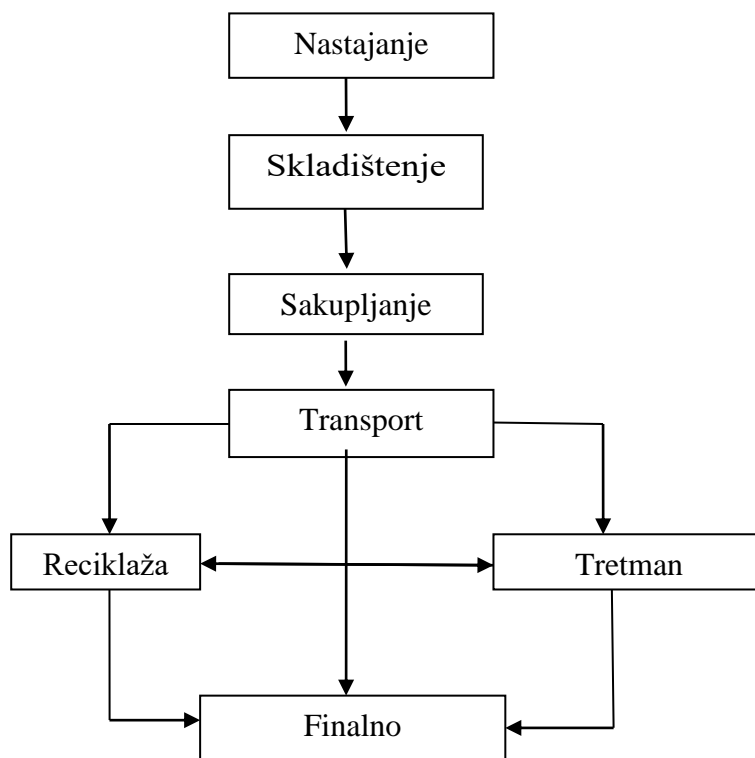 Nastajanje
Skladištenje
Sakupljanje
Transport
Reciklaža
Tretman
Finalno